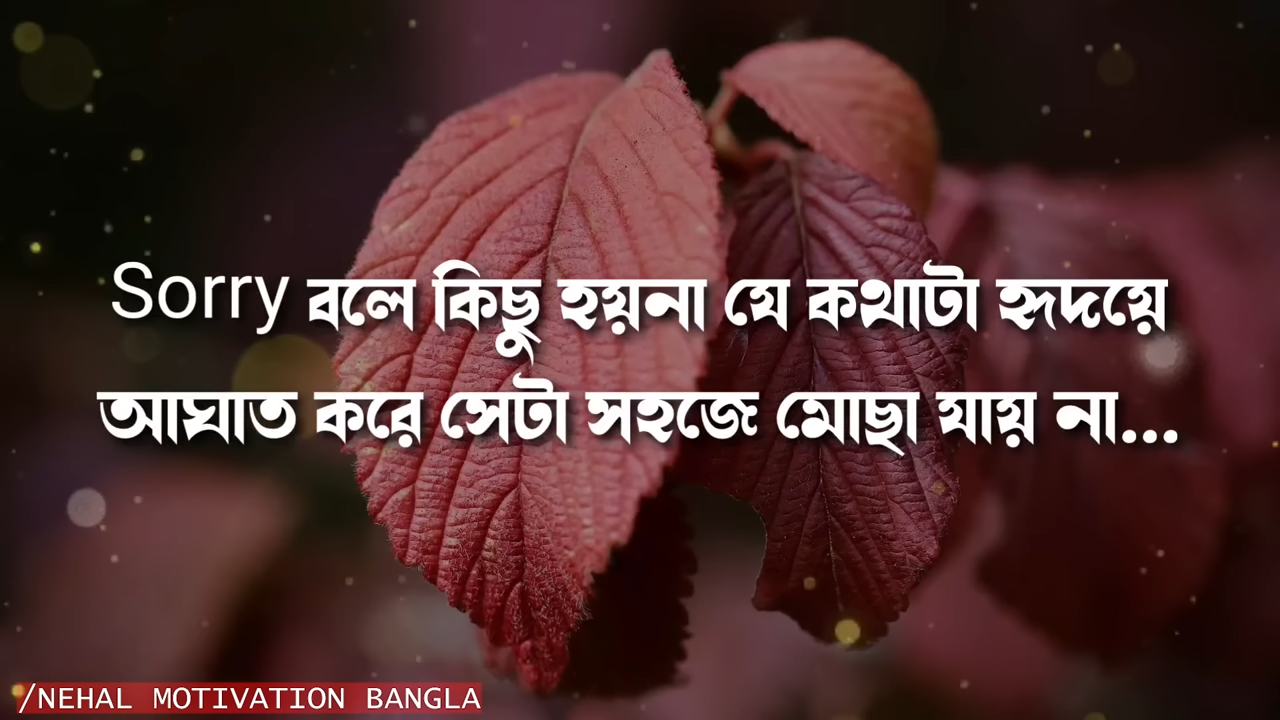 Sorry বলে কিছু হয়না যে কথাটা হৃদয়ে
আঘাত করে সেটা সহজে মোছা যায় না...
/NEHAL MOTIVATION BANGLA